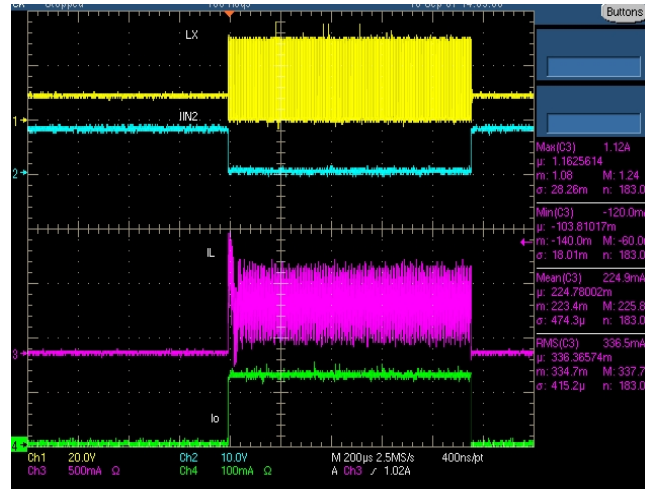 Buttons
LX
IIN2
IL
Io
1
2
3
4
Max(C3) 1.12A
µ: 1.1625614
m: 1.08 M: 1.24
σ: 28.26m n: 183.0
Min(C3) -120.0m
µ: -103.81017m
m: -140.0m M: -60.0
σ: 18.01m n: 183.0
Mean(C3) 224.9mA
µ: 224.78002m
m: 223.4m M: 225.8
σ: 474.3µ n: 183.0
RMS(C3) 336.5mA
µ: 336.36574m
m: 334.7m M: 337.7
σ: 415.2µ n: 183.0
Ch1 20.0V Ch2 10.0V M 200µs 2.5MS/s 400ns/pt
Ch3 500mA Ω Ch4 100mA Ω A Ch3 ∕ 1.02A